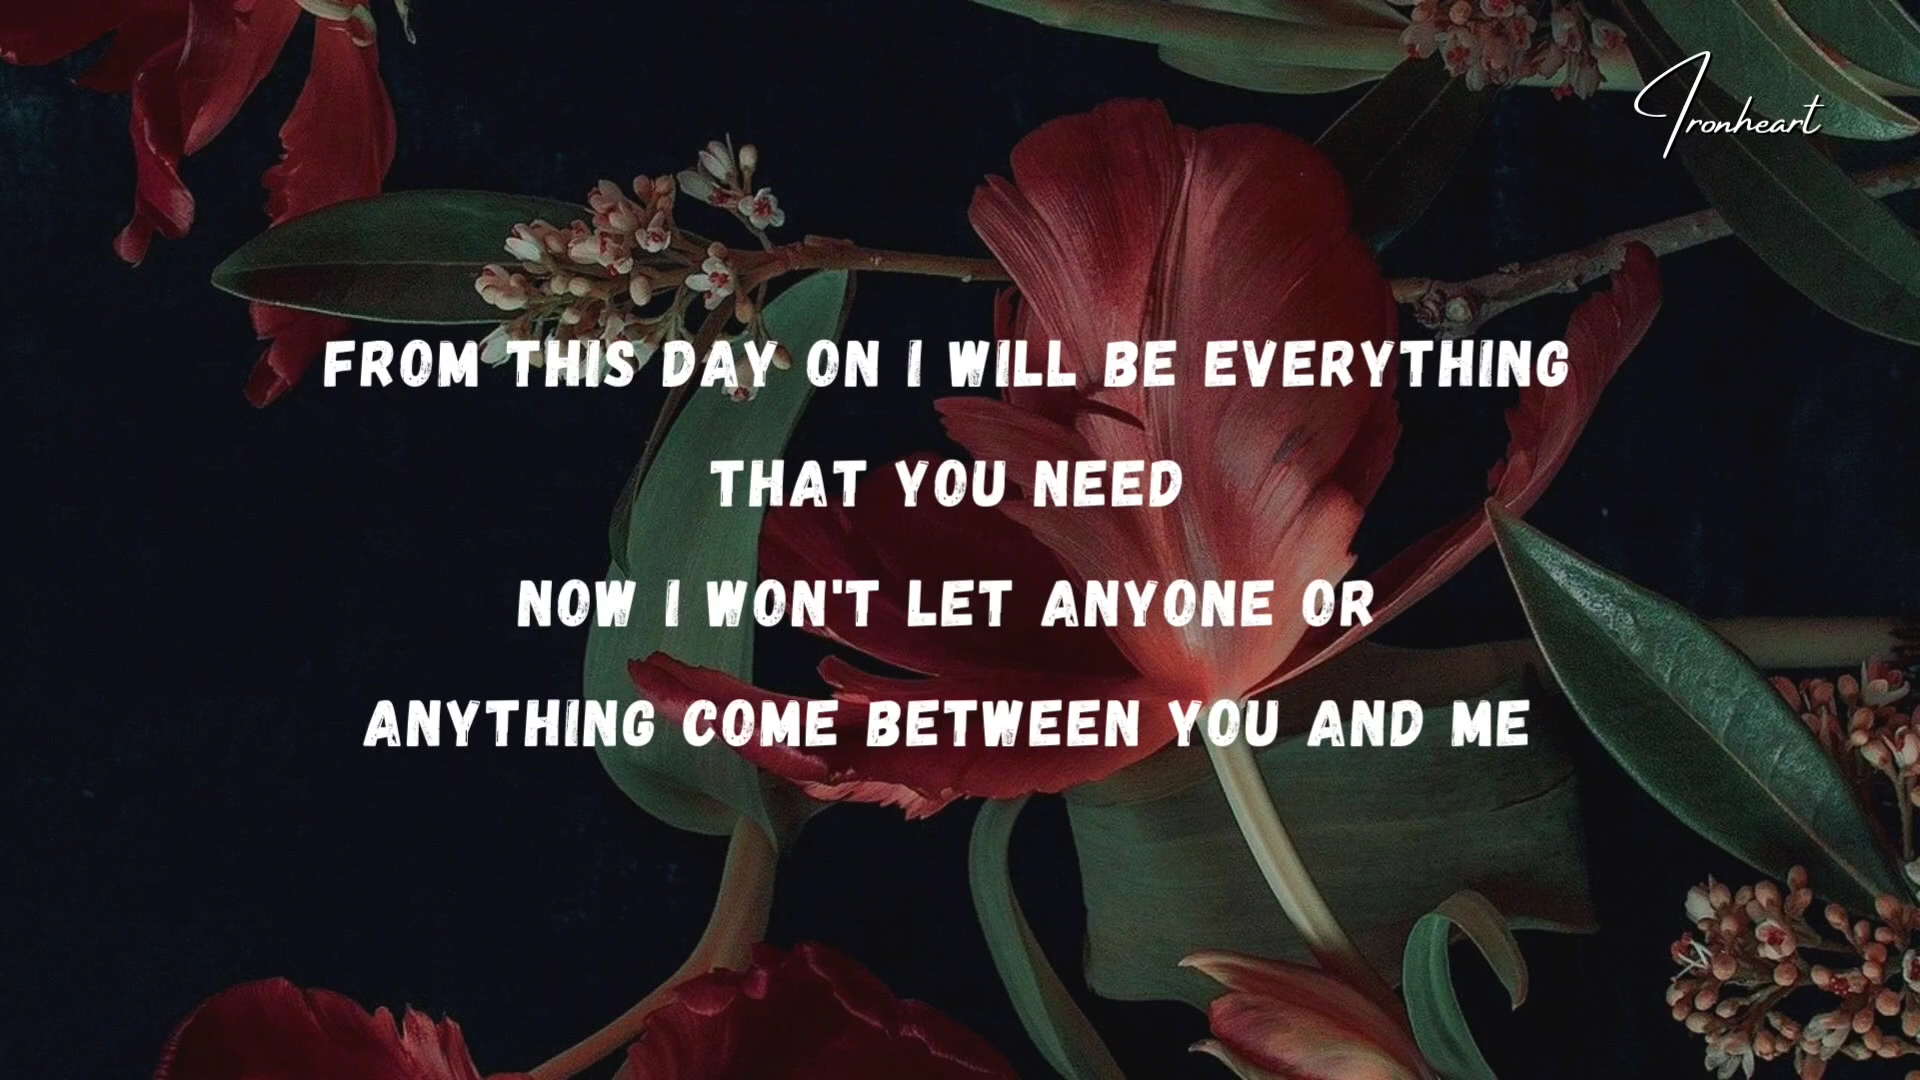 Ironheart
FROM THIS DAY ON I WILL BE EVERYTHING
THAT YOU NEED
NOW I WON'T LET ANYONE OR
ANYTHING COME BETWEEN YOU AND ME